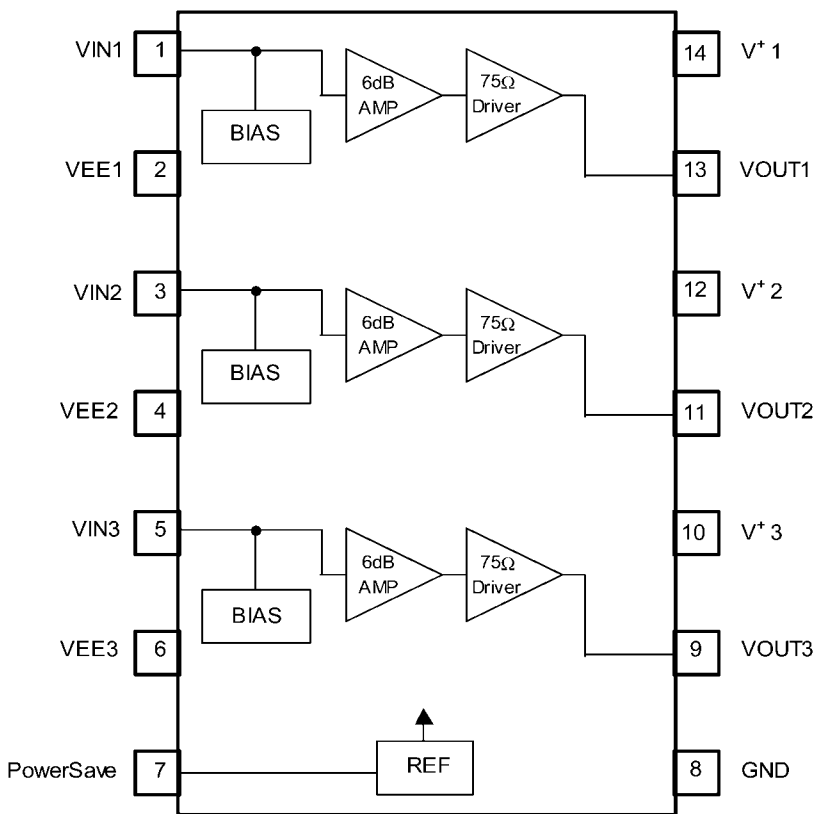 VIN1 1 14 V+ 1
6dB AMP
75Ω Driver
BIAS
VEE1 2 13 VOUT1
VIN2 3 12 V+ 2
6dB AMP
75Ω Driver
BIAS
VEE2 4 11 VOUT2
VIN3 5 10 V+ 3
6dB AMP
75Ω Driver
BIAS
VEE3 6 9 VOUT3
PowerSave 7 REF 8 GND